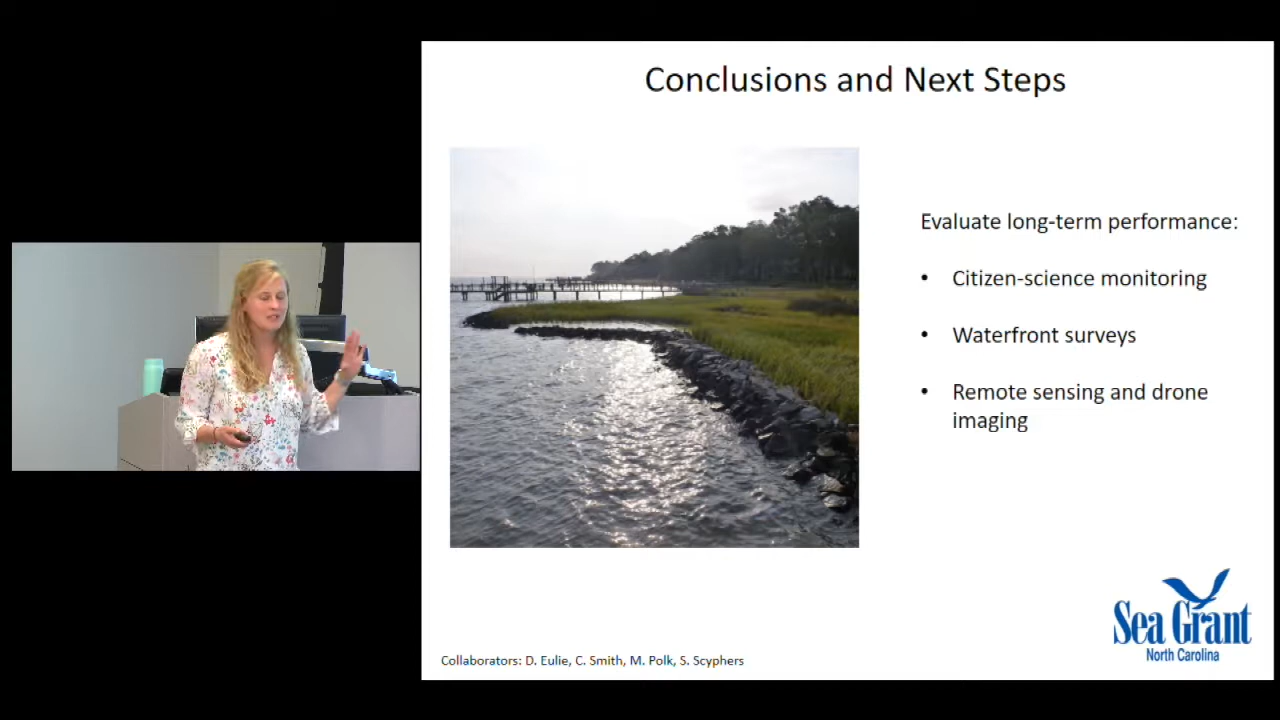 Conclusions and Next Steps
Evaluate long-term performance:
• Citizen-science monitoring
• Waterfront surveys
• Remote sensing and drone
imaging
Sea Grant
North Carolina
Collaborators: D. Eulie, C. Smith, M. Polk, S. Scyphers